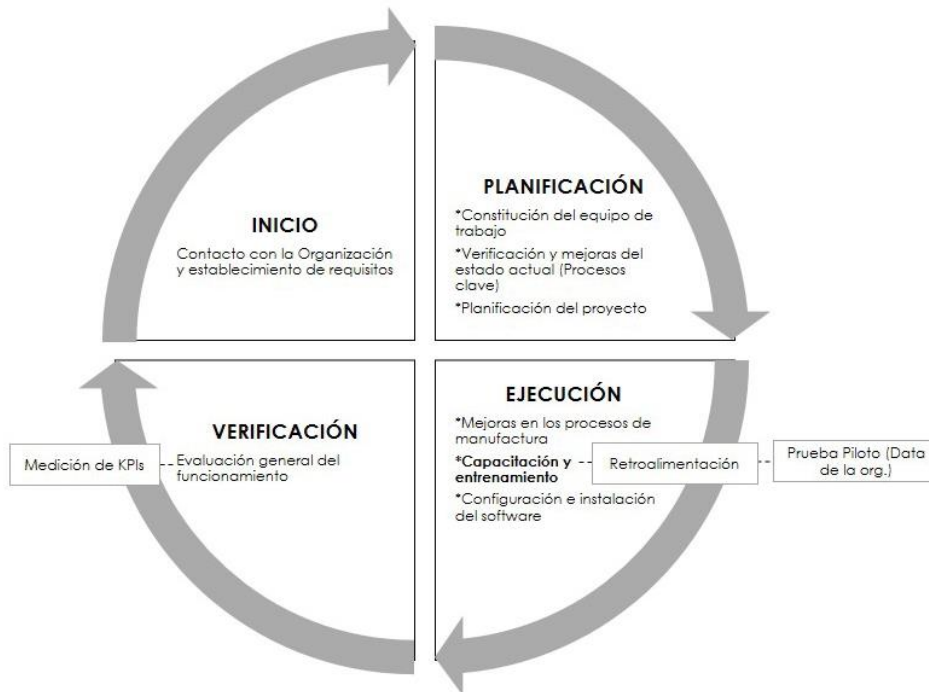 INICIO
Contacto con la Organización
y establecimiento de requisitos
PLANIFICACIÓN
*Constitución del equipo de
trabajo
*Verificación y mejoras del
estado actual (Procesos
clave)
*Planificación del proyecto
VERIFICACIÓN
Medición de KPIs
Evaluación general del
funcionamiento
EJECUCIÓN
*Mejoras en los procesos de
manufactura
*Capacitación y
entrenamiento
*Configuración e instalación
del software
Retroalimentación
Prueba Piloto (Data
de la org.)